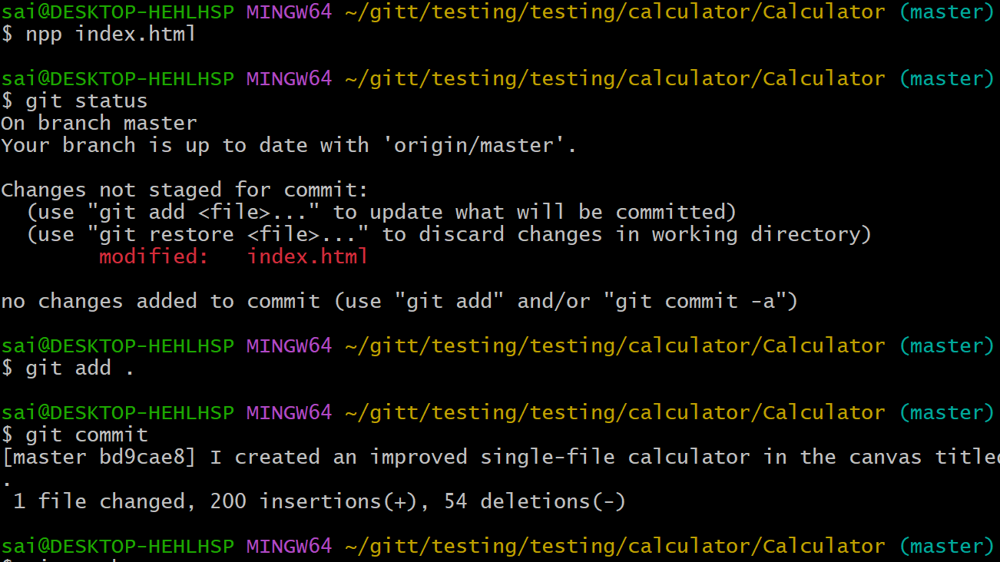 sai@DESKTOP-HEHLHSP MINGW64 ~/gitt/testing/testing/calculator/Calculator (master)
$ npp index.html
sai@DESKTOP-HEHLHSP MINGW64 ~/gitt/testing/testing/calculator/Calculator (master)
$ git status
On branch master
Your branch is up to date with 'origin/master'.
Changes not staged for commit:
  (use "git add <file>..." to update what will be committed)
  (use "git restore <file>..." to discard changes in working directory)
        modified:   index.html
no changes added to commit (use "git add" and/or "git commit -a")
sai@DESKTOP-HEHLHSP MINGW64 ~/gitt/testing/testing/calculator/Calculator (master)
$ git add .
sai@DESKTOP-HEHLHSP MINGW64 ~/gitt/testing/testing/calculator/Calculator (master)
$ git commit
[master bd9cae8] I created an improved single-file calculator in the canvas titled
.
 1 file changed, 200 insertions(+), 54 deletions(-)
sai@DESKTOP-HEHLHSP MINGW64 ~/gitt/testing/testing/calculator/Calculator (master)